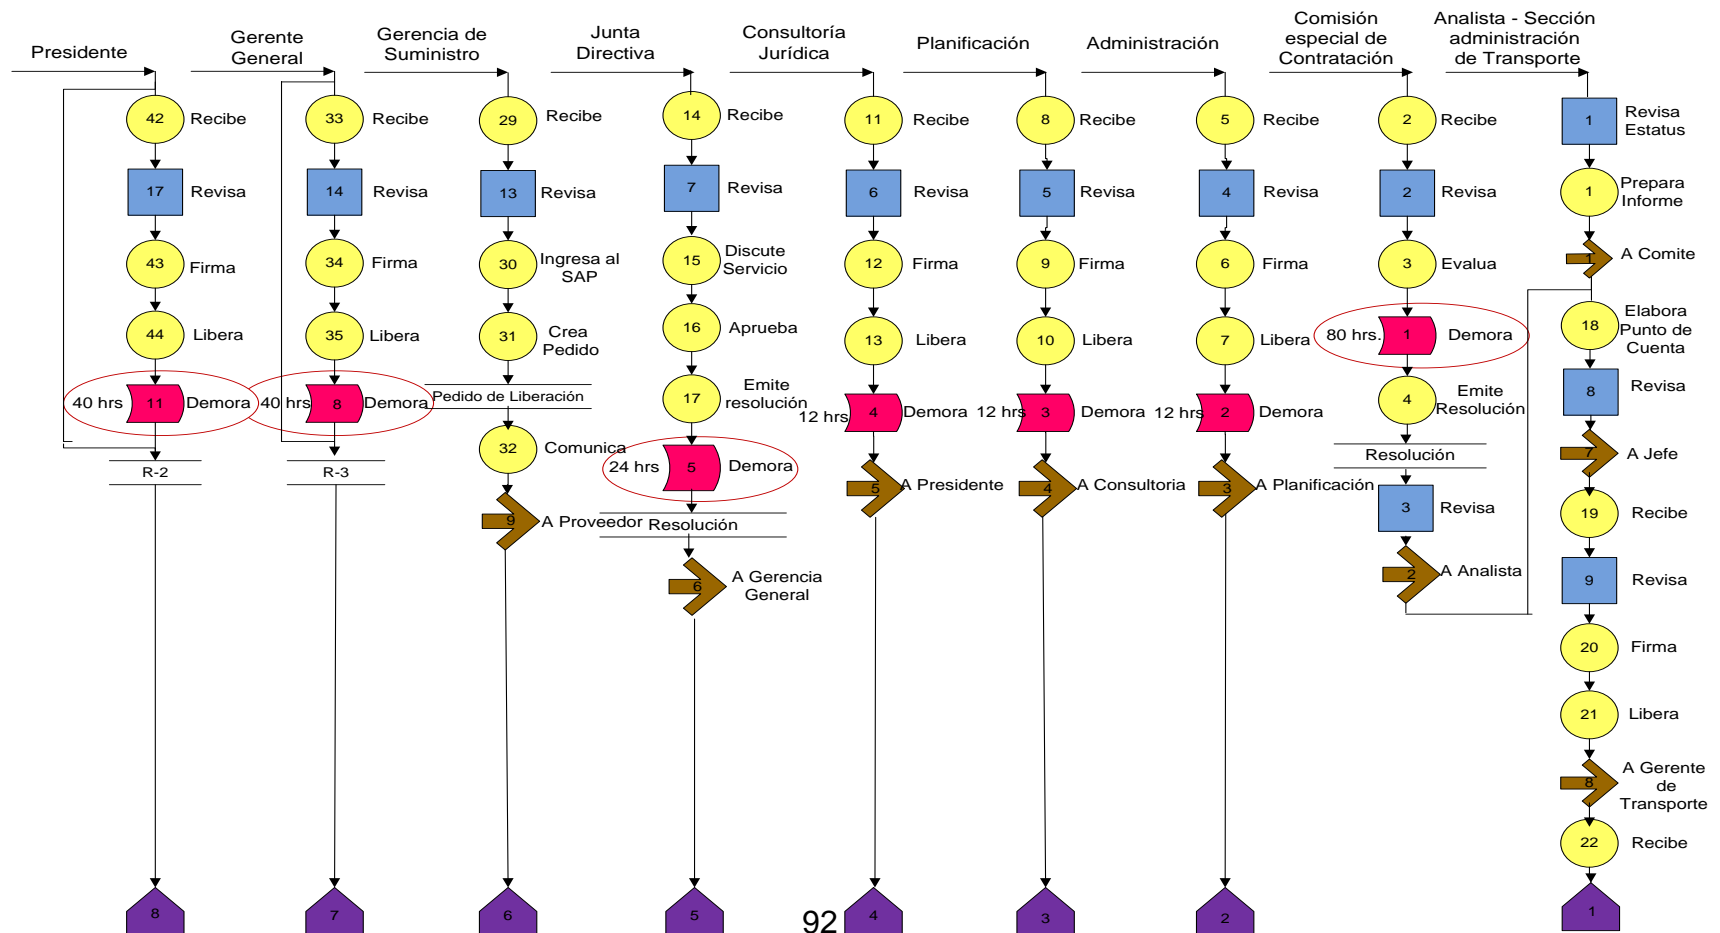 Presidente
42
Recibe
17
Revisa
43
Firma
44
Libera
40 hrs
11
Demora
R-2
8
Gerente
General
33
Recibe
14
Revisa
34
Firma
35
Libera
40 hrs
8
Demora
R-3
7
Gerencia de
Suministro
29
Recibe
13
Revisa
30
Ingresa al
SAP
31
Crea
Pedido
Pedido de Liberación
32
Comunica
9
A Proveedor
6
Junta
Directiva
14
Recibe
7
Revisa
15
Discute
Servicio
16
Aprueba
17
Emite
resolución
24 hrs
5
Demora
Resolución
6
A Gerencia
General
5
Consultoría
Jurídica
11
Recibe
6
Revisa
12
Firma
13
Libera
12 hrs
4
Demora
5
A Presidente
4
Planificación
8
Recibe
5
Revisa
9
Firma
10
Libera
12 hrs
3
Demora
4
A Consultoria
3
Administración
5
Recibe
4
Revisa
6
Firma
7
Libera
12 hrs
2
Demora
3
A Planificación
2
Comisión
especial de
Contratación
2
Recibe
2
Revisa
3
Evalua
80 hrs.
1
Demora
4
Emite
Resolución
Resolución
3
Revisa
2
A Analista
Analista - Sección
administración
de Transporte
1
Revisa
Estatus
1
Prepara
Informe
1
A Comite
18
Elabora
Punto de
Cuenta
8
Revisa
7
A Jefe
19
Recibe
9
Revisa
20
Firma
21
Libera
8
A Gerente
de
Transporte
22
Recibe
1
92